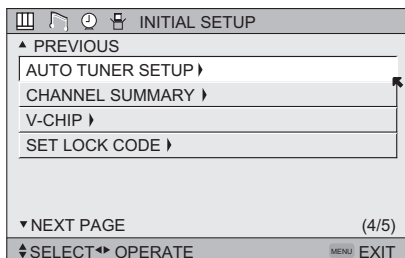 INITIAL SETUP
PREVIOUS
AUTO TUNER SETUP
CHANNEL SUMMARY
V-CHIP
SET LOCK CODE
NEXT PAGE (4/5)
SELECT OPERATE MENU EXIT